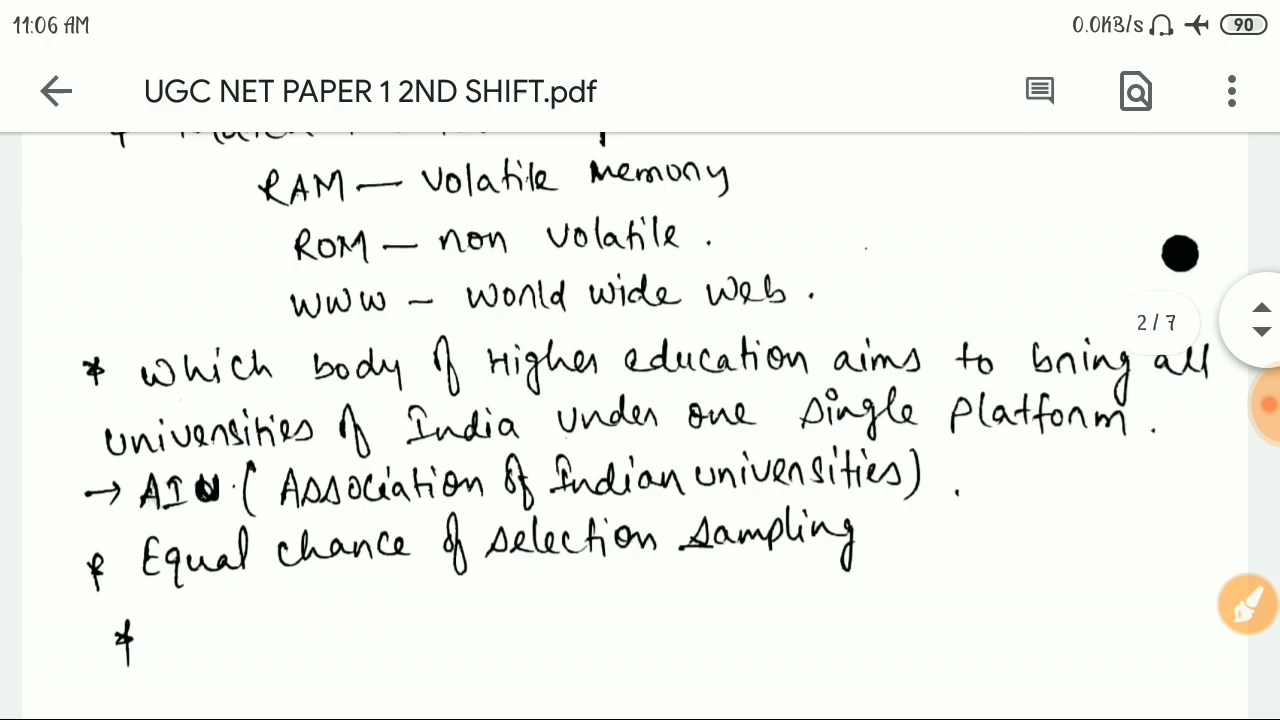 11:06 AM
0.0KB/s
90
UGC NET PAPER 1 2ND SHIFT.pdf
RAM — volatile memory
ROM — non volatile .
www — world wide web .
2 / 7
* which body of Higher education aims to bring all
universities of India under one single platform .
→ AIU . ( Association of Indian universities) .
* Equal chance of selection sampling
*